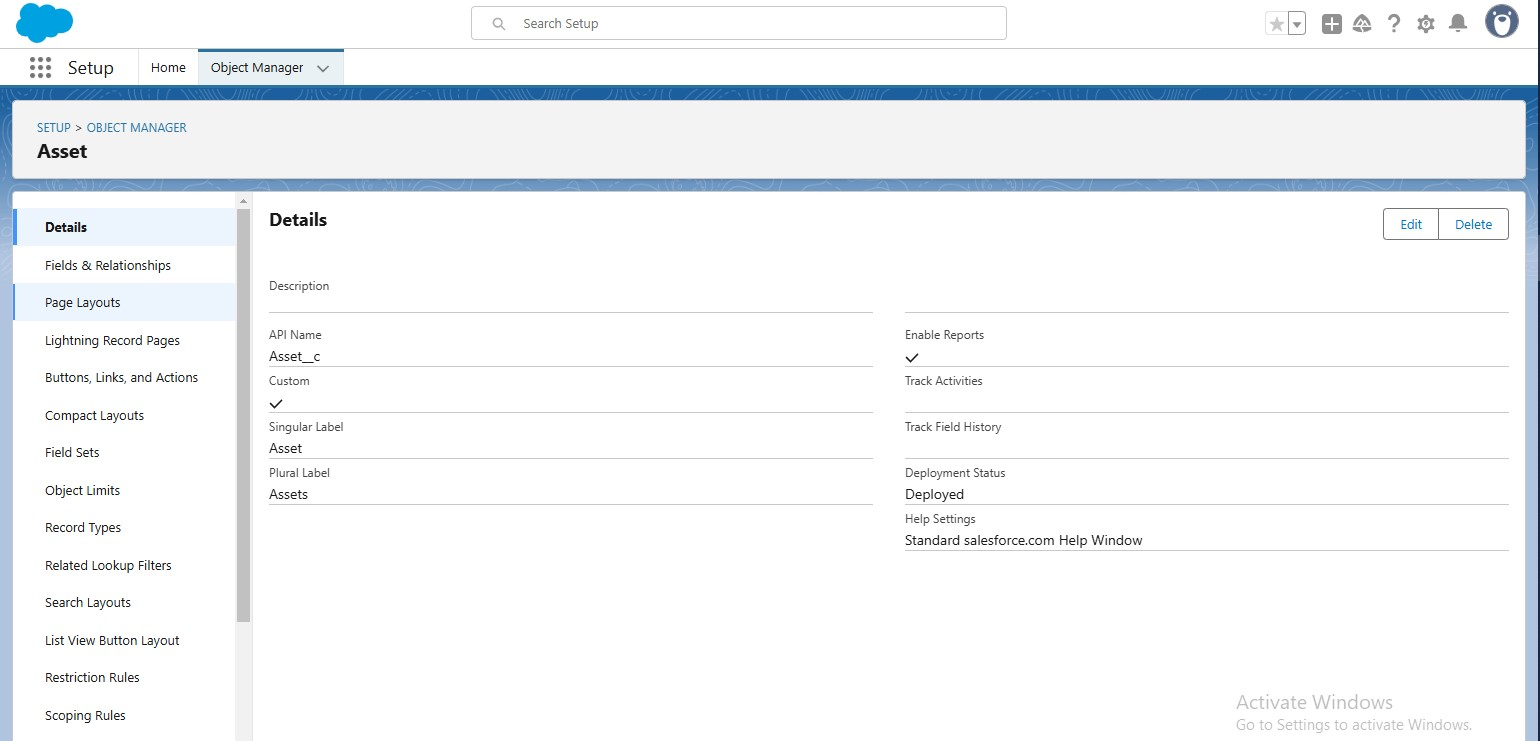 Search Setup
Setup
Home
Object Manager
SETUP > OBJECT MANAGER
Asset
Details
Fields & Relationships
Page Layouts
Lightning Record Pages
Buttons, Links, and Actions
Compact Layouts
Field Sets
Object Limits
Record Types
Related Lookup Filters
Search Layouts
List View Button Layout
Restriction Rules
Scoping Rules
Details
Edit
Delete
Description
API Name
Asset__c
Custom
Singular Label
Asset
Plural Label
Assets
Enable Reports
Track Activities
Track Field History
Deployment Status
Deployed
Help Settings
Standard salesforce.com Help Window
Activate Windows
Go to Settings to activate Windows.